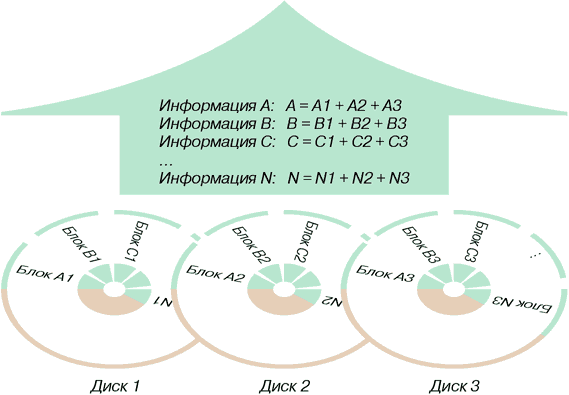 Информация A: A = A1 + A2 + A3
Информация B: B = B1 + B2 + B3
Информация C: C = C1 + C2 + C3
...
Информация N: N = N1 + N2 + N3
Блок A1
Блок B1
Блок C1
N1
Блок A2
Блок B2
Блок C2
N2
Блок A3
Блок B3
Блок C3
...
Блок N3
Диск 1
Диск 2
Диск 3